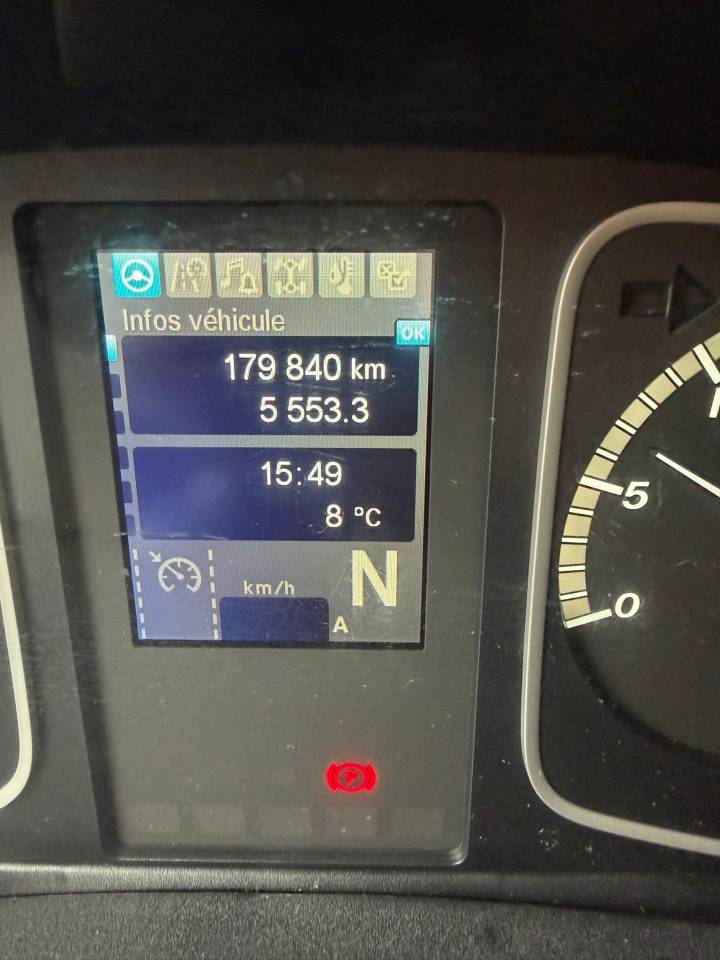 Infos véhicule
OK
179 840 km
5 553.3
15:49
8 °C
km/h
N
A
P
5
0